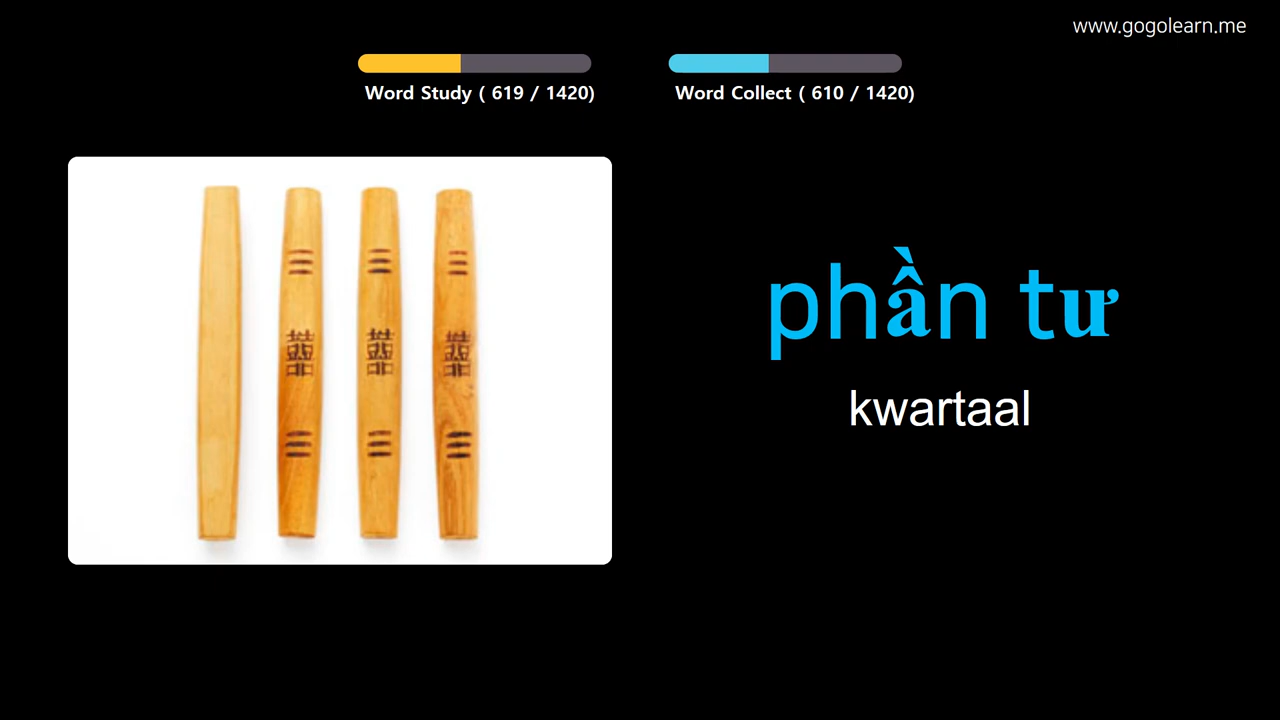 www.gogolearn.me
Word Study ( 619 / 1420)
Word Collect ( 610 / 1420)
phần tư
kwartaal